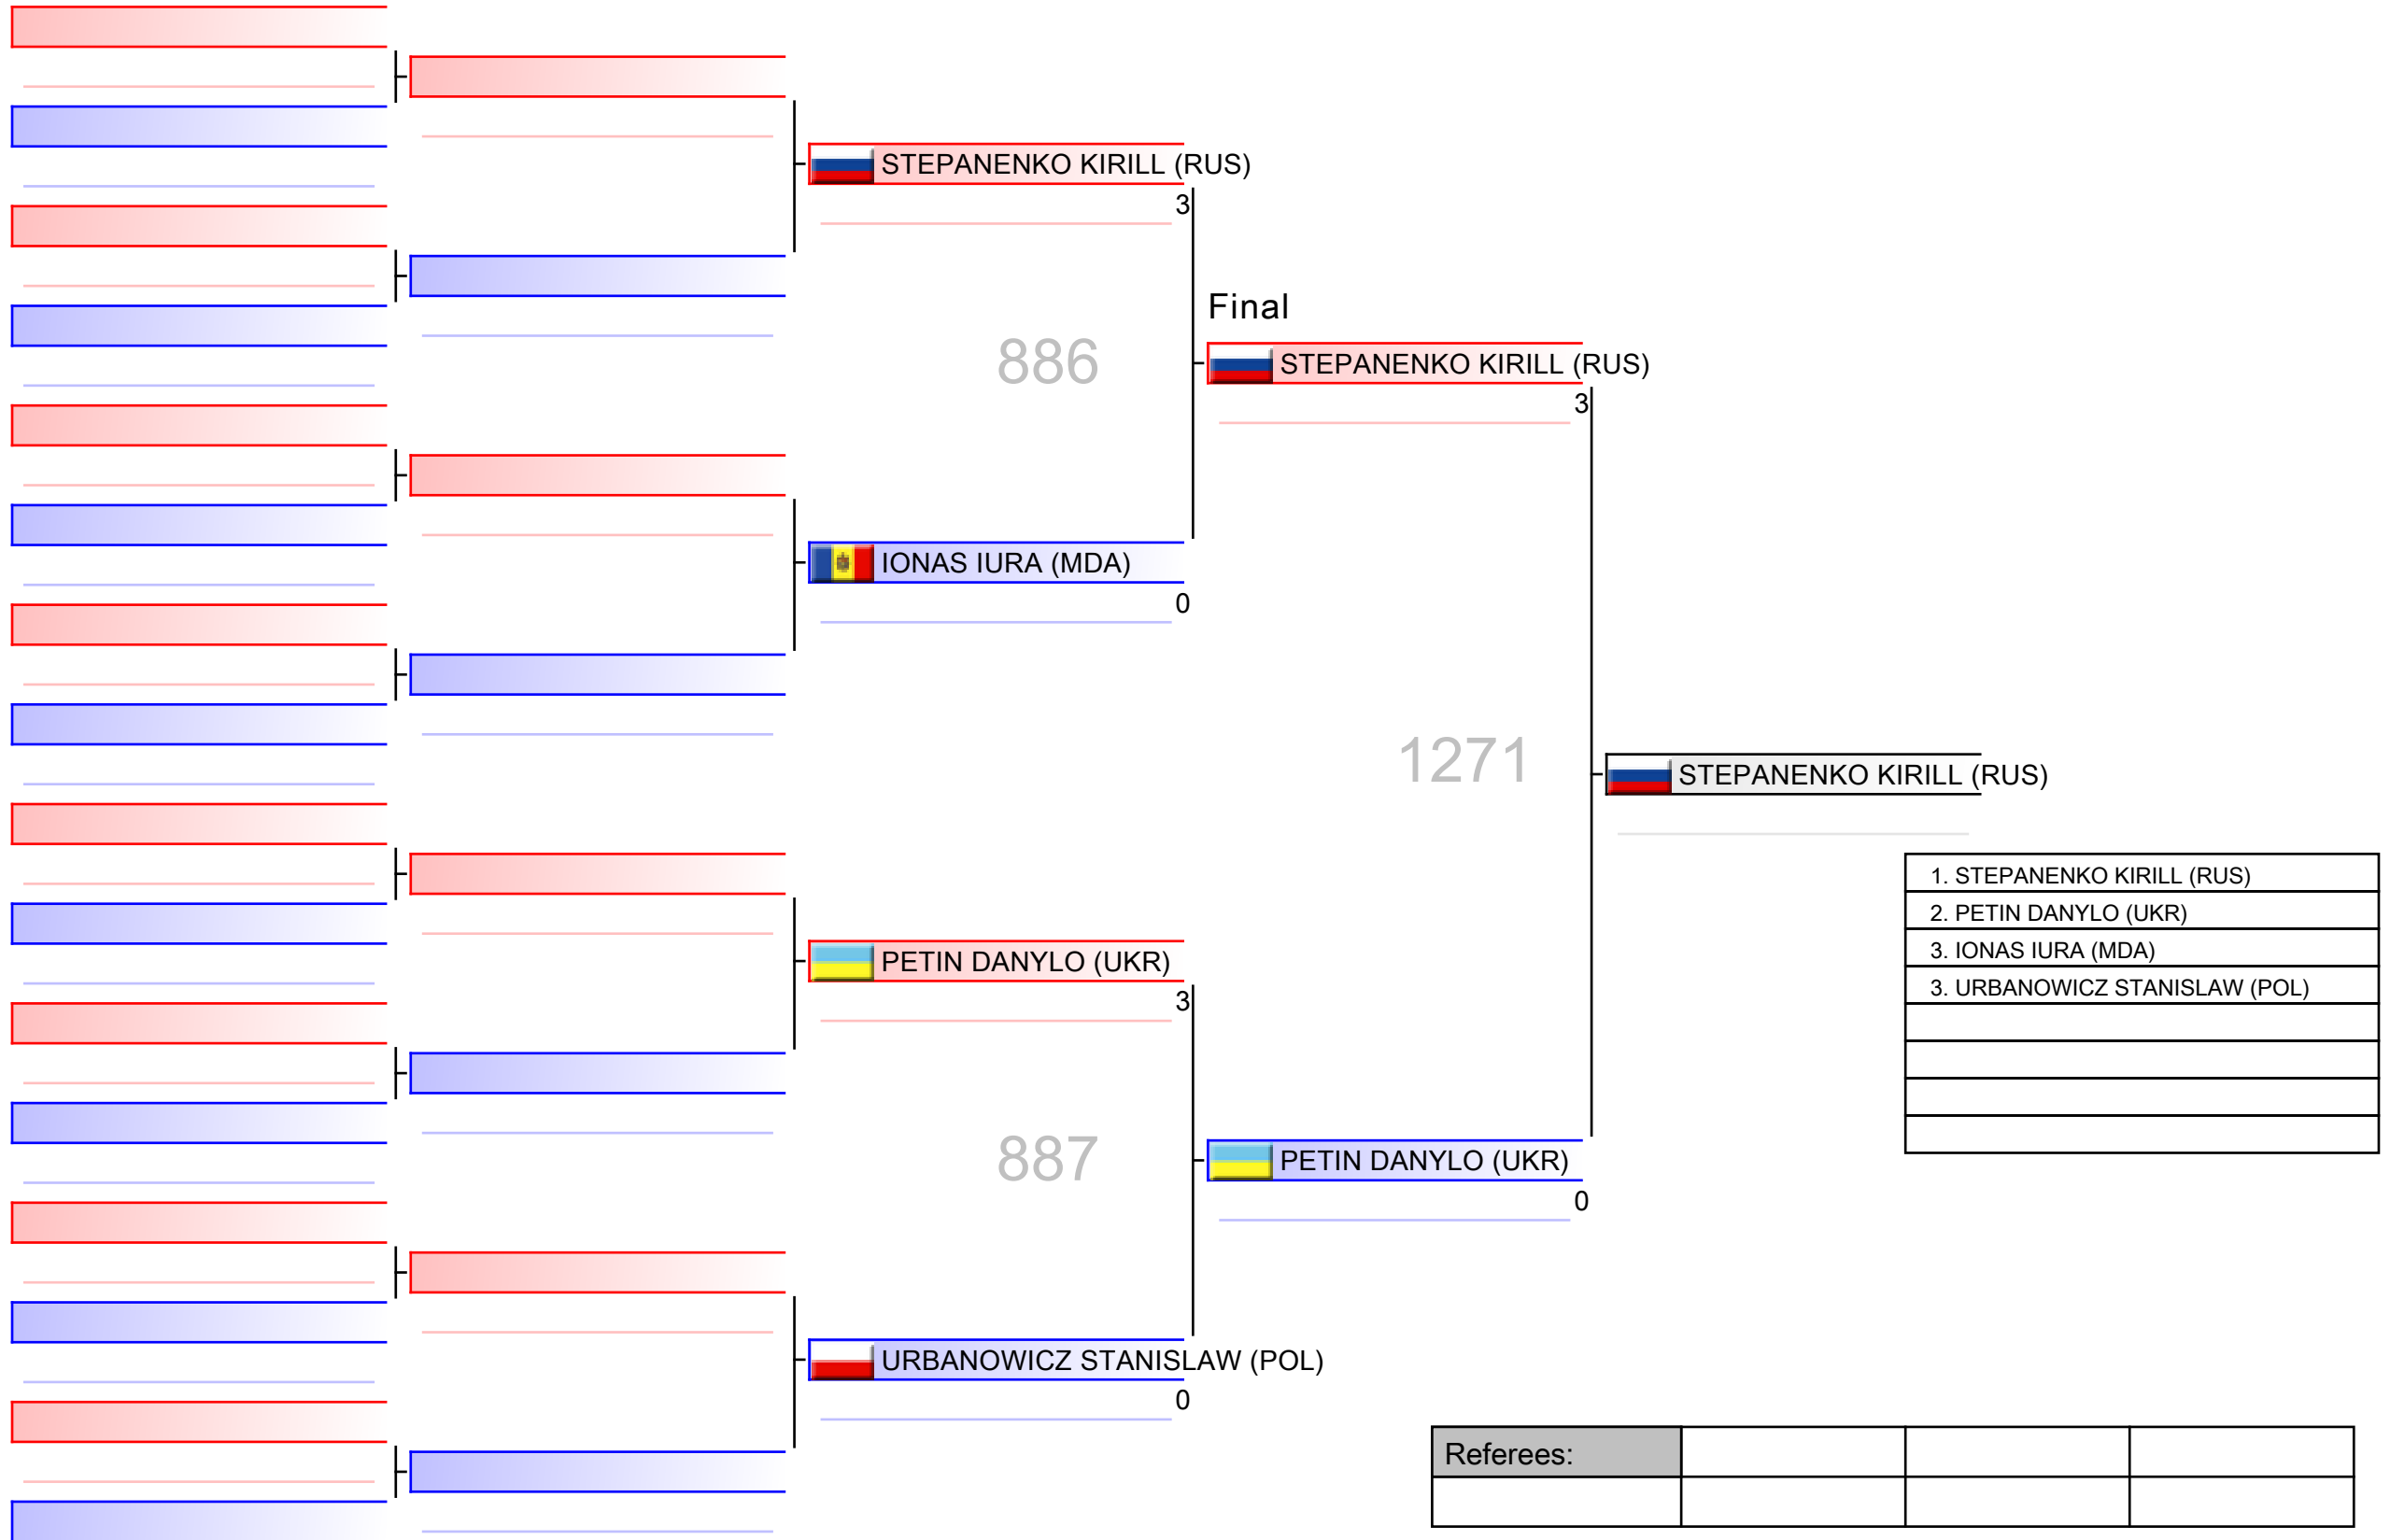 STEPANENKO KIRILL (RUS)
3
886
IONAS IURA (MDA)
0
Final
STEPANENKO KIRILL (RUS)
3
1271
STEPANENKO KIRILL (RUS)
PETIN DANYLO (UKR)
3
887
URBANOWICZ STANISLAW (POL)
0
PETIN DANYLO (UKR)
0
1. STEPANENKO KIRILL (RUS)
2. PETIN DANYLO (UKR)
3. IONAS IURA (MDA)
3. URBANOWICZ STANISLAW (POL)
Referees: